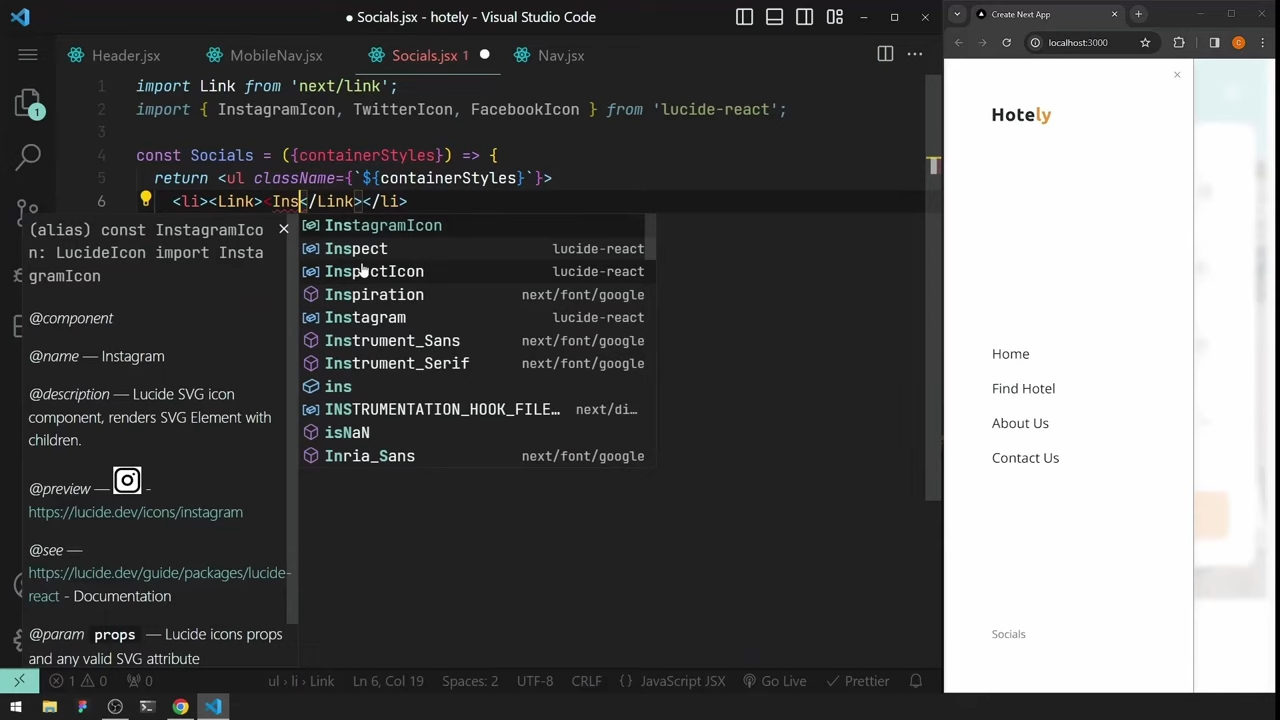 Socials.jsx - hotely - Visual Studio Code
Header.jsx
MobileNav.jsx
Socials.jsx 1
Nav.jsx
1 import Link from 'next/link';
2 import { InstagramIcon, TwitterIcon, FacebookIcon } from 'lucide-react';
3
4 const Socials = ({containerStyles}) => {
5 return <ul className={`${containerStyles}`}>
6 <li><Link><Ins</Link></li>
(alias) const InstagramIco
n: LucideIcon import Insta
gramIcon
@component
@name — Instagram
@description — Lucide SVG icon
component, renders SVG Element with
children.
@preview — -
https://lucide.dev/icons/instagram
@see —
https://lucide.dev/guide/packages/lucide-
react - Documentation
@param props — Lucide icons props
and any valid SVG attribute
InstagramIcon
Inspect lucide-react
InspectIcon lucide-react
Inspiration next/font/google
Instagram lucide-react
Instrument_Sans next/font/google
Instrument_Serif next/font/google
ins
INSTRUMENTATION_HOOK_FILE… next/di…
isNaN
Inria_Sans next/font/google
1
1 0 0 ul › li › Link Ln 6, Col 19 Spaces: 2 UTF-8 CRLF {} JavaScript JSX Go Live Prettier
Create Next App
localhost:3000
C
Hotely
Home
Find Hotel
About Us
Contact Us
Socials